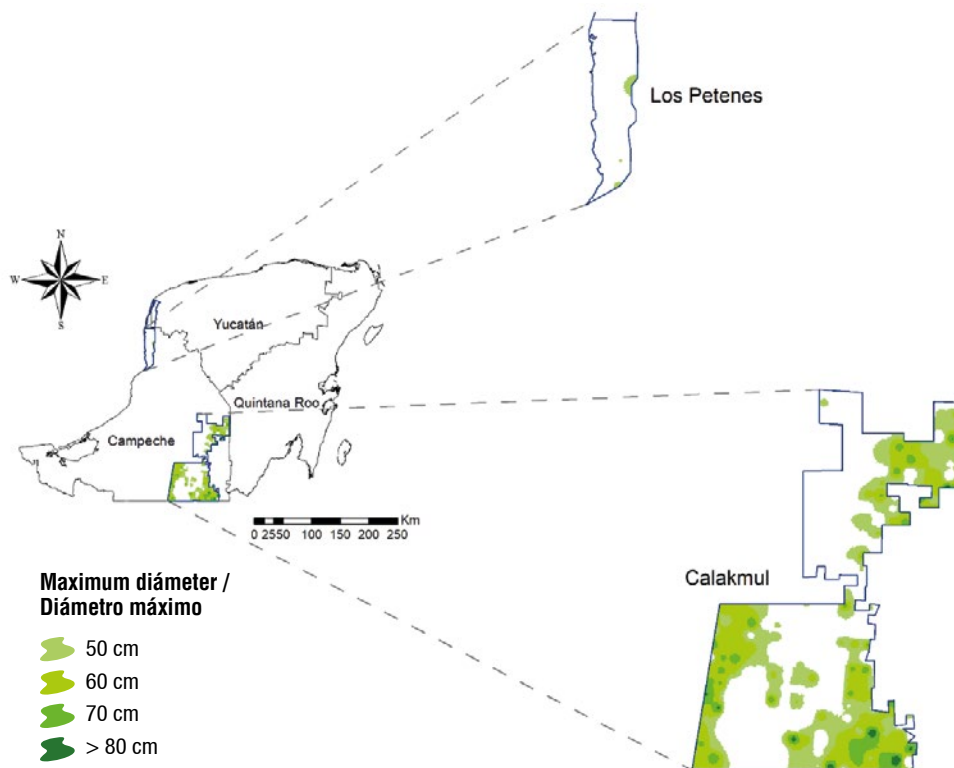 Los Petenes
N
W E
S
Yucatán
Quintana Roo
Campeche
Km
0 2550 100 150 200 250
Calakmul
Maximum diámeter /
Diámetro máximo
50 cm
60 cm
70 cm
> 80 cm